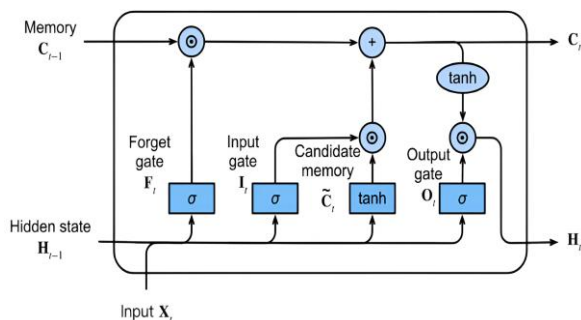 Memory
C_{t-1}
+
C_t
tanh
Forget
gate
F_t
Input
gate
I_t
Candidate
memory
C̃_t
Output
gate
O_t
σ
σ
tanh
σ
Hidden state
H_{t-1}
H_t
Input X_t